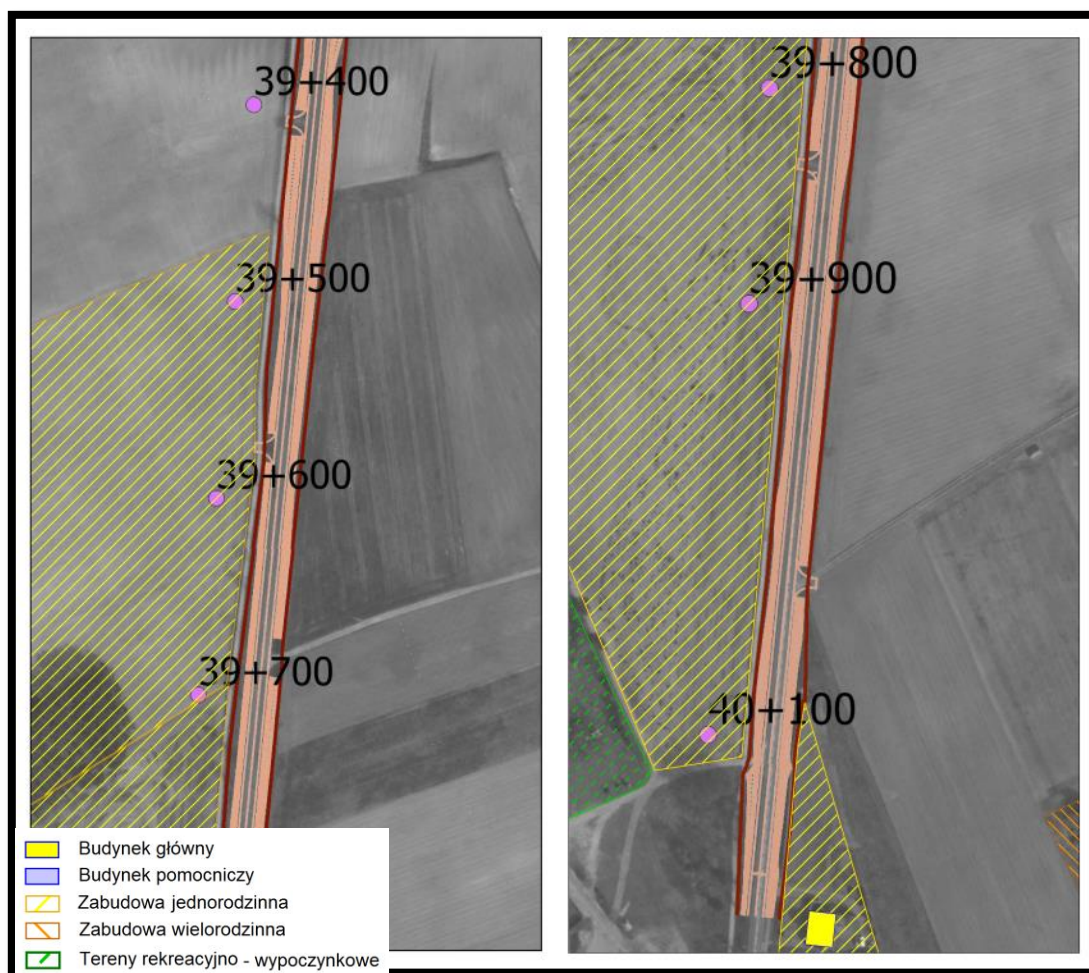 39+400
39+500
39+600
39+700
39+800
39+900
40+100
Budynek główny
Budynek pomocniczy
Zabudowa jednorodzinna
Zabudowa wielorodzinna
Tereny rekreacyjno - wypoczynkowe